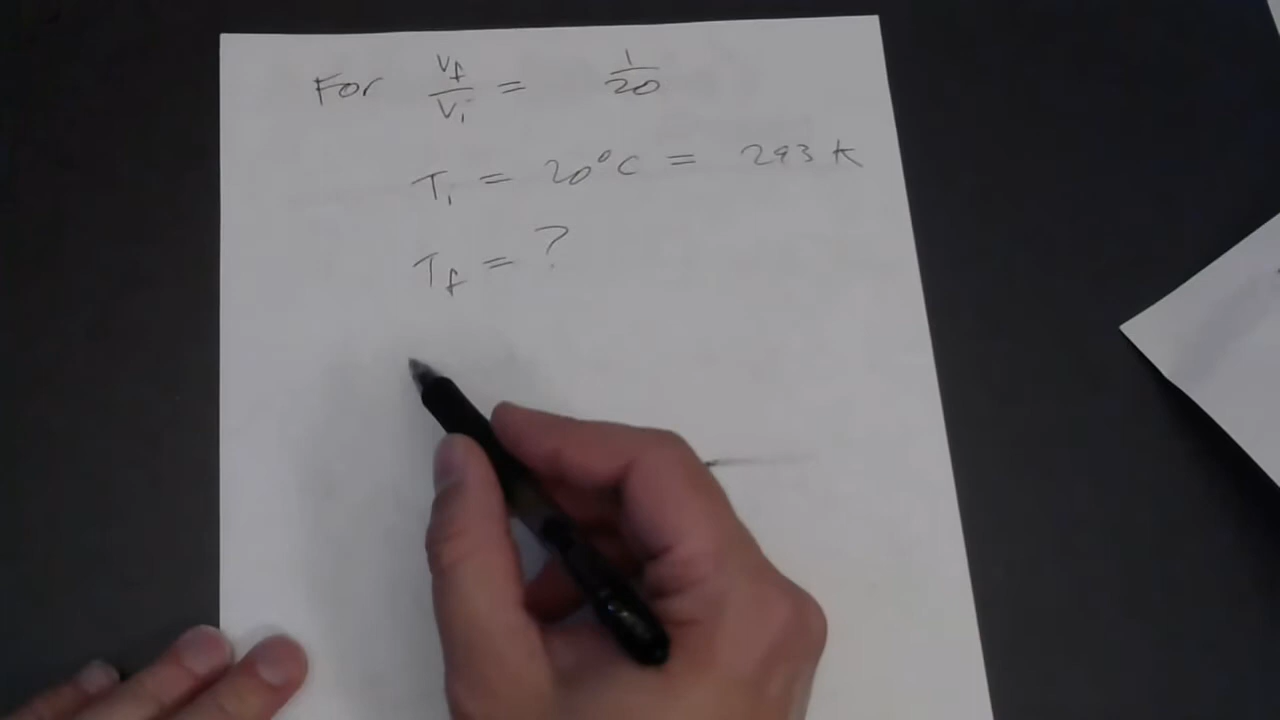 For Vf/Vi = 1/20
Ti = 20°C = 293 K
Tf = ?